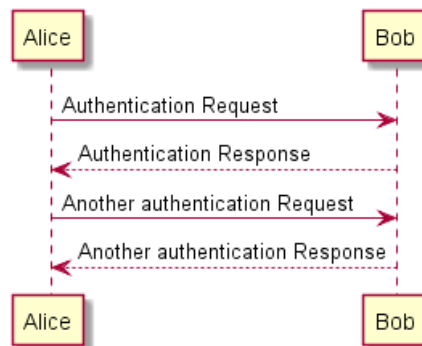 Alice Bob
Authentication Request
Authentication Response
Another authentication Request
Another authentication Response
Alice Bob